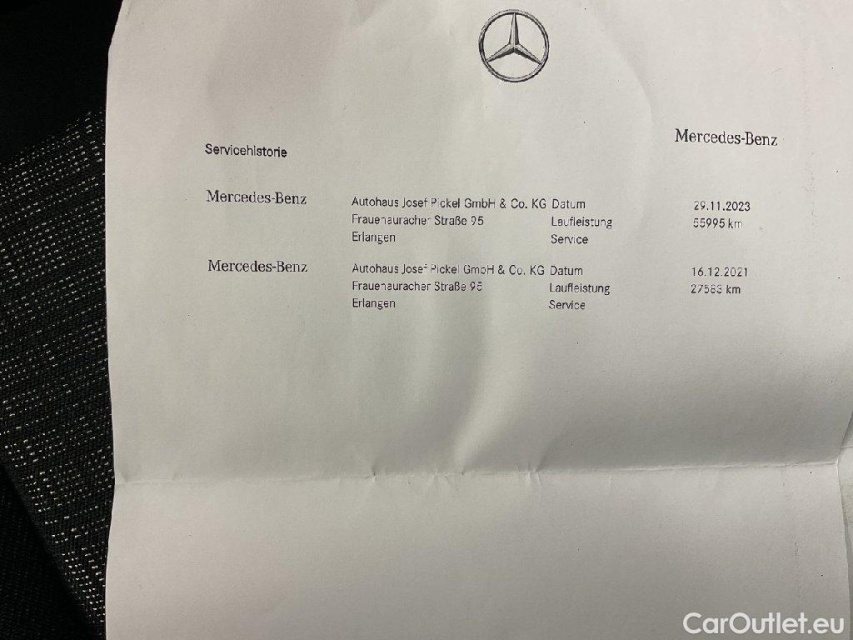 Mercedes-Benz
Servicehistorie
Mercedes-Benz Autohaus Josef Pickel GmbH & Co. KG Datum 29.11.2023
Frauenauracher Straße 95 Laufleistung 55995 km
Erlangen Service
Mercedes-Benz Autohaus Josef Pickel GmbH & Co. KG Datum 16.12.2021
Frauenauracher Straße 95 Laufleistung 27583 km
Erlangen Service
CarOutlet.eu